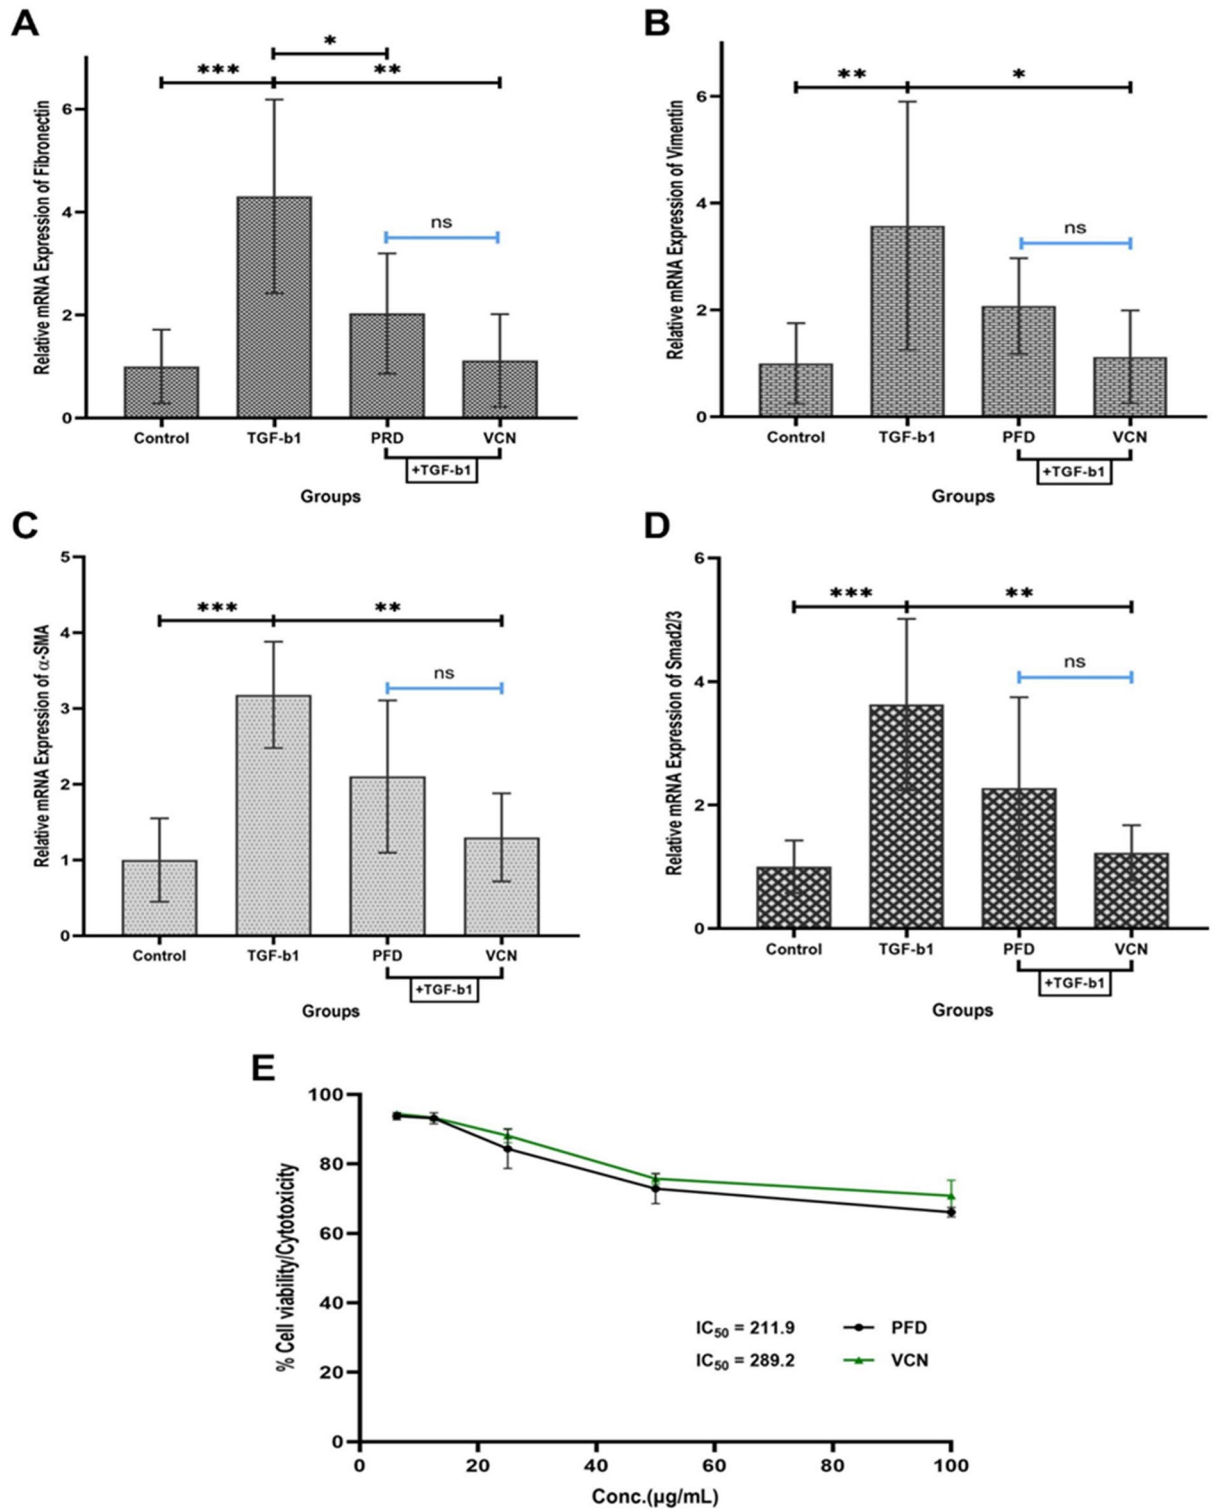 A
Relative mRNA Expression of Fibronectin
6
4
2
0
***
*
**
ns
Control
TGF-b1
PRD
VCN
+TGF-b1
Groups
B
Relative mRNA Expression of Vimentin
6
4
2
0
**
*
ns
Control
TGF-b1
PFD
VCN
+TGF-b1
Groups
C
Relative mRNA Expression of α-SMA
5
4
3
2
1
0
***
**
ns
Control
TGF-b1
PFD
VCN
+TGF-b1
Groups
D
Relative mRNA Expression of Smad2/3
6
4
2
0
***
**
ns
Control
TGF-b1
PFD
VCN
+TGF-b1
Groups
E
% Cell viability/Cytotoxicity
100
80
60
40
20
0
IC50 = 211.9 PFD
IC50 = 289.2 VCN
0 20 40 60 80 100
Conc.(µg/mL)